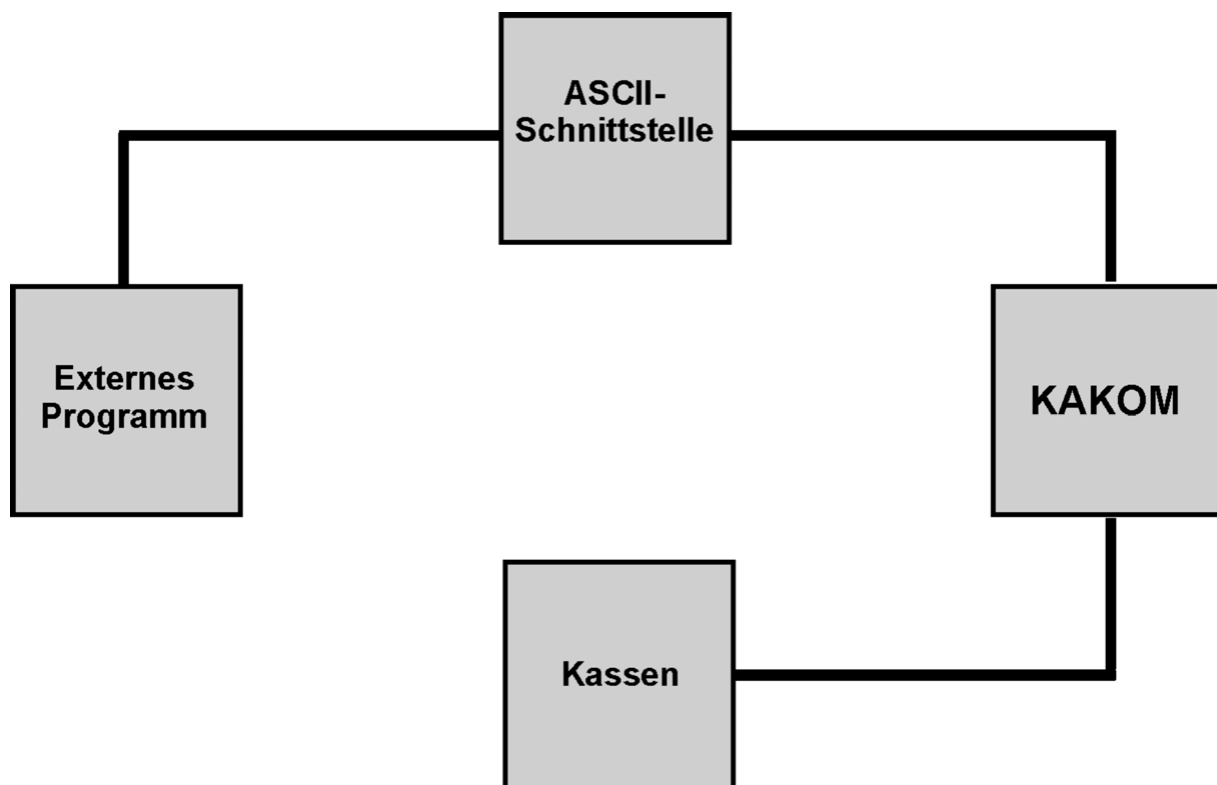 ASCII-
Schnittstelle
Externes
Programm
KAKOM
Kassen